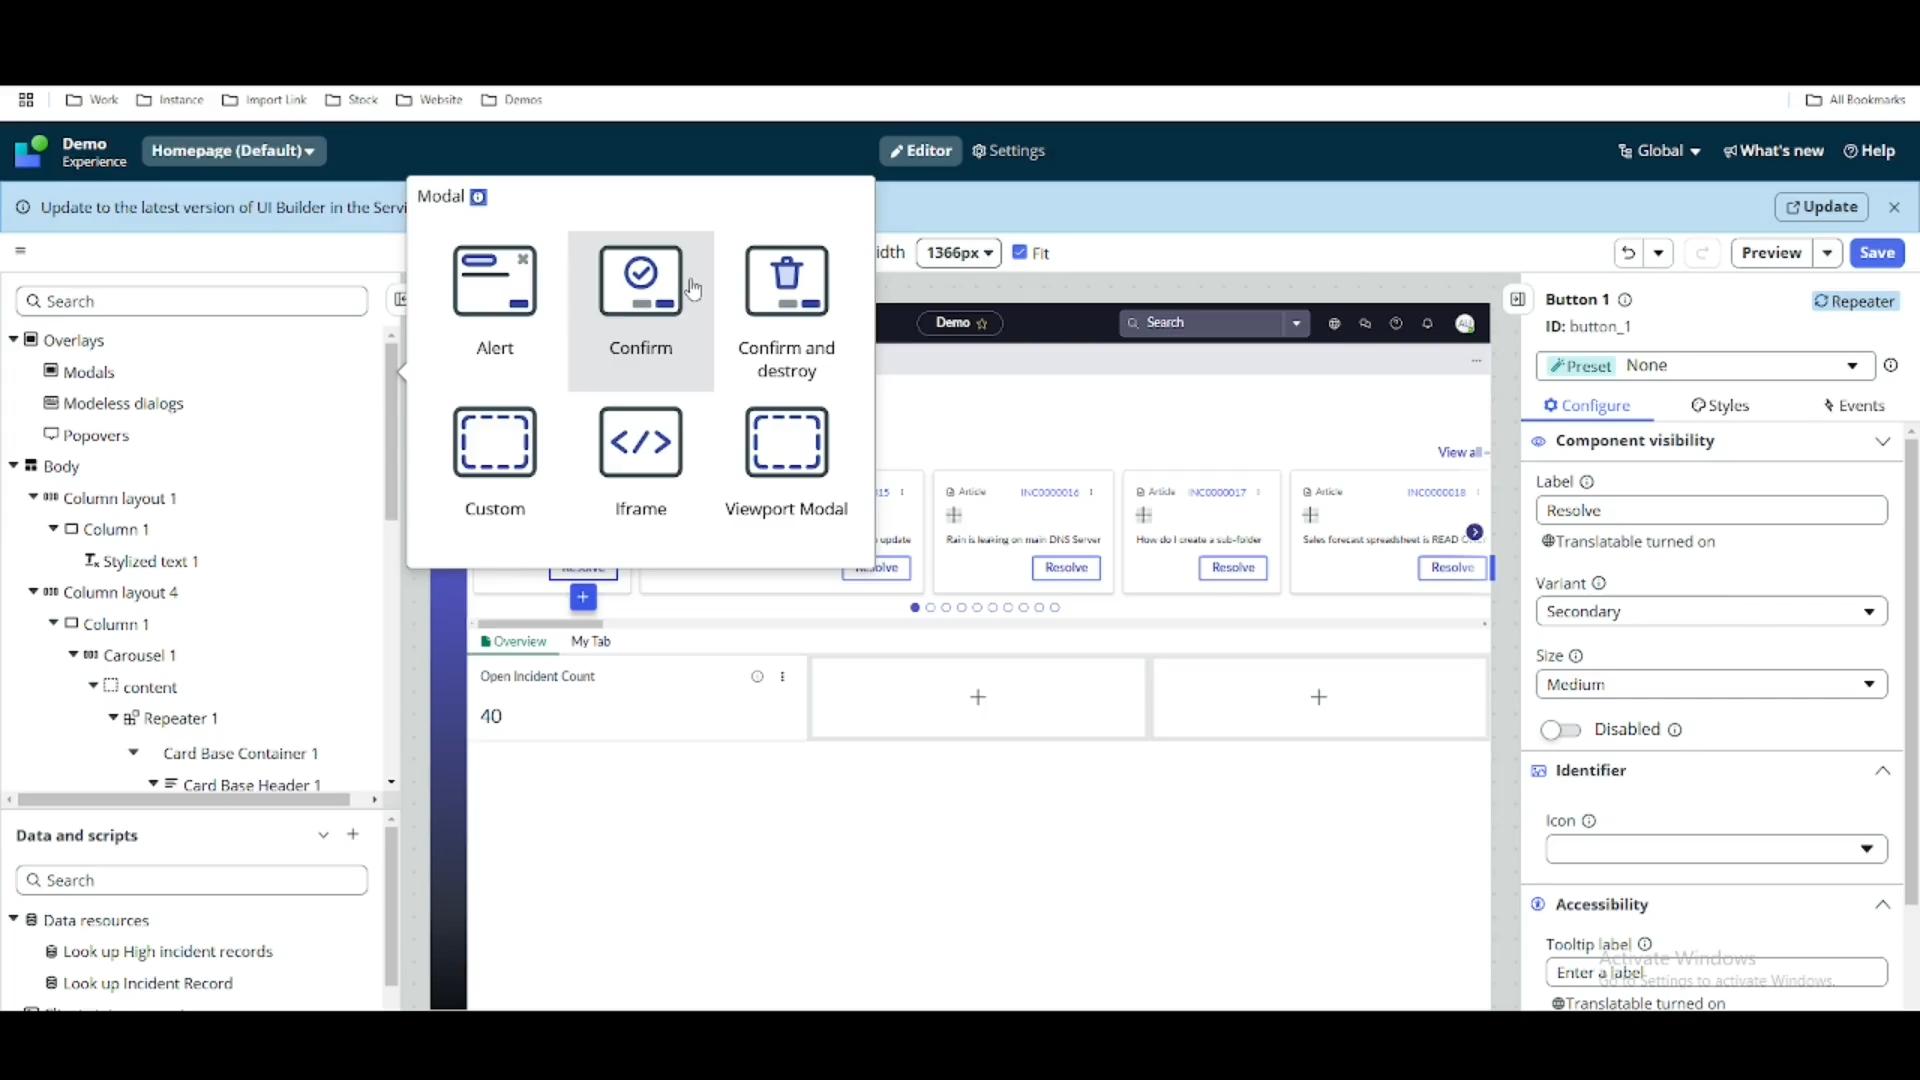 Work Instance Import Link Stock Website Demos All Bookmarks
Demo
Experience
Homepage (Default)
Editor Settings
Global What's new Help
Update to the latest version of UI Builder in the Servi
Update
1366px Fit
Preview Save
Modal
Alert
Confirm
Confirm and
destroy
Custom
Iframe
Viewport Modal
Search
Overlays
Modals
Modeless dialogs
Popovers
Body
Column layout 1
Column 1
Stylized text 1
Column layout 4
Column 1
Carousel 1
content
Repeater 1
Card Base Container 1
Card Base Header 1
Data and scripts
Search
Data resources
Look up High incident records
Look up Incident Record
Demo
Search
AU
View all
15
Article INC0000016
Article INC0000017
Article INC0000018
update
Rain is leaking on main DNS Server
How do I create a sub-folder
Sales forecast spreadsheet is READ
Resolve
Resolve
Resolve
Overview My Tab
Open Incident Count
40
Button 1
Repeater
ID: button_1
Preset None
Configure Styles Events
Component visibility
Label
Resolve
Translatable turned on
Variant
Secondary
Size
Medium
Disabled
Identifier
Icon
Accessibility
Tooltip label
Enter a label
Translatable turned on
Activate Windows
Go to Settings to activate Windows.